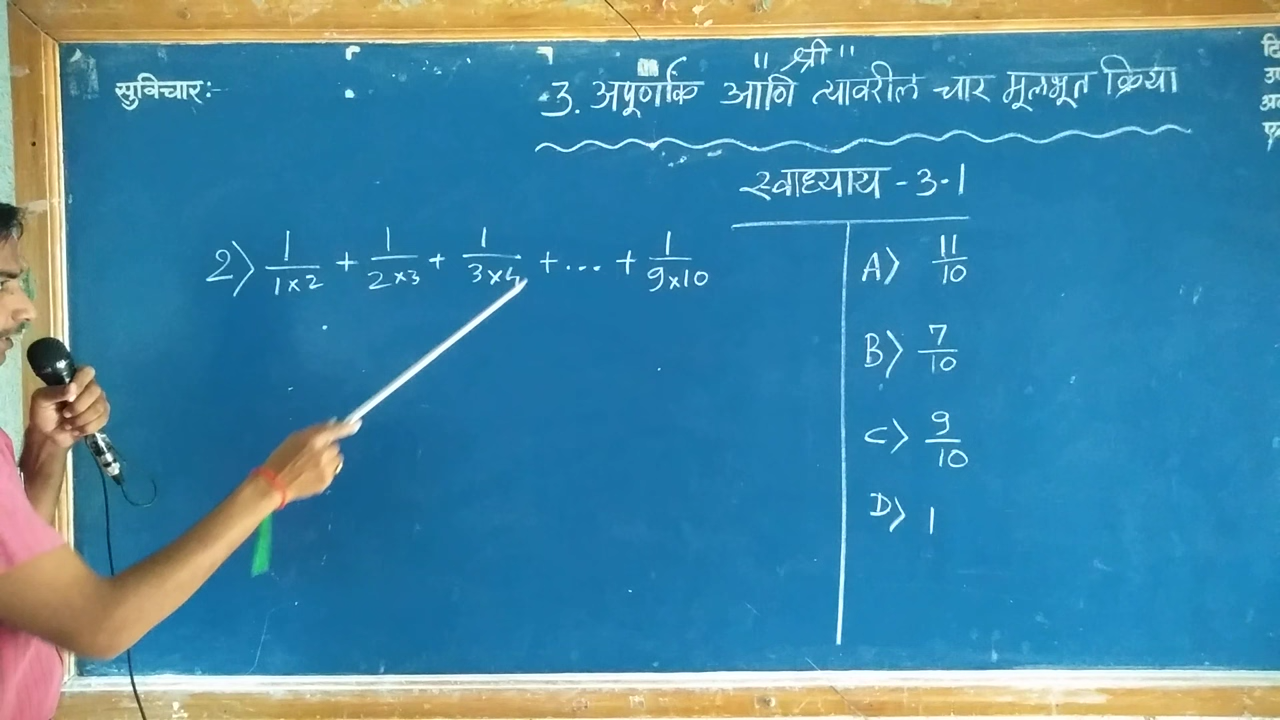 " श्री "
सुविचार:-
3. अपूर्णांक आणि त्यावरील चार मूलभूत क्रिया
स्वाध्याय - 3.1
2) 1/1×2 + 1/2×3 + 1/3×4 + ... + 1/9×10
A) 11/10
B) 7/10
C) 9/10
D) 1